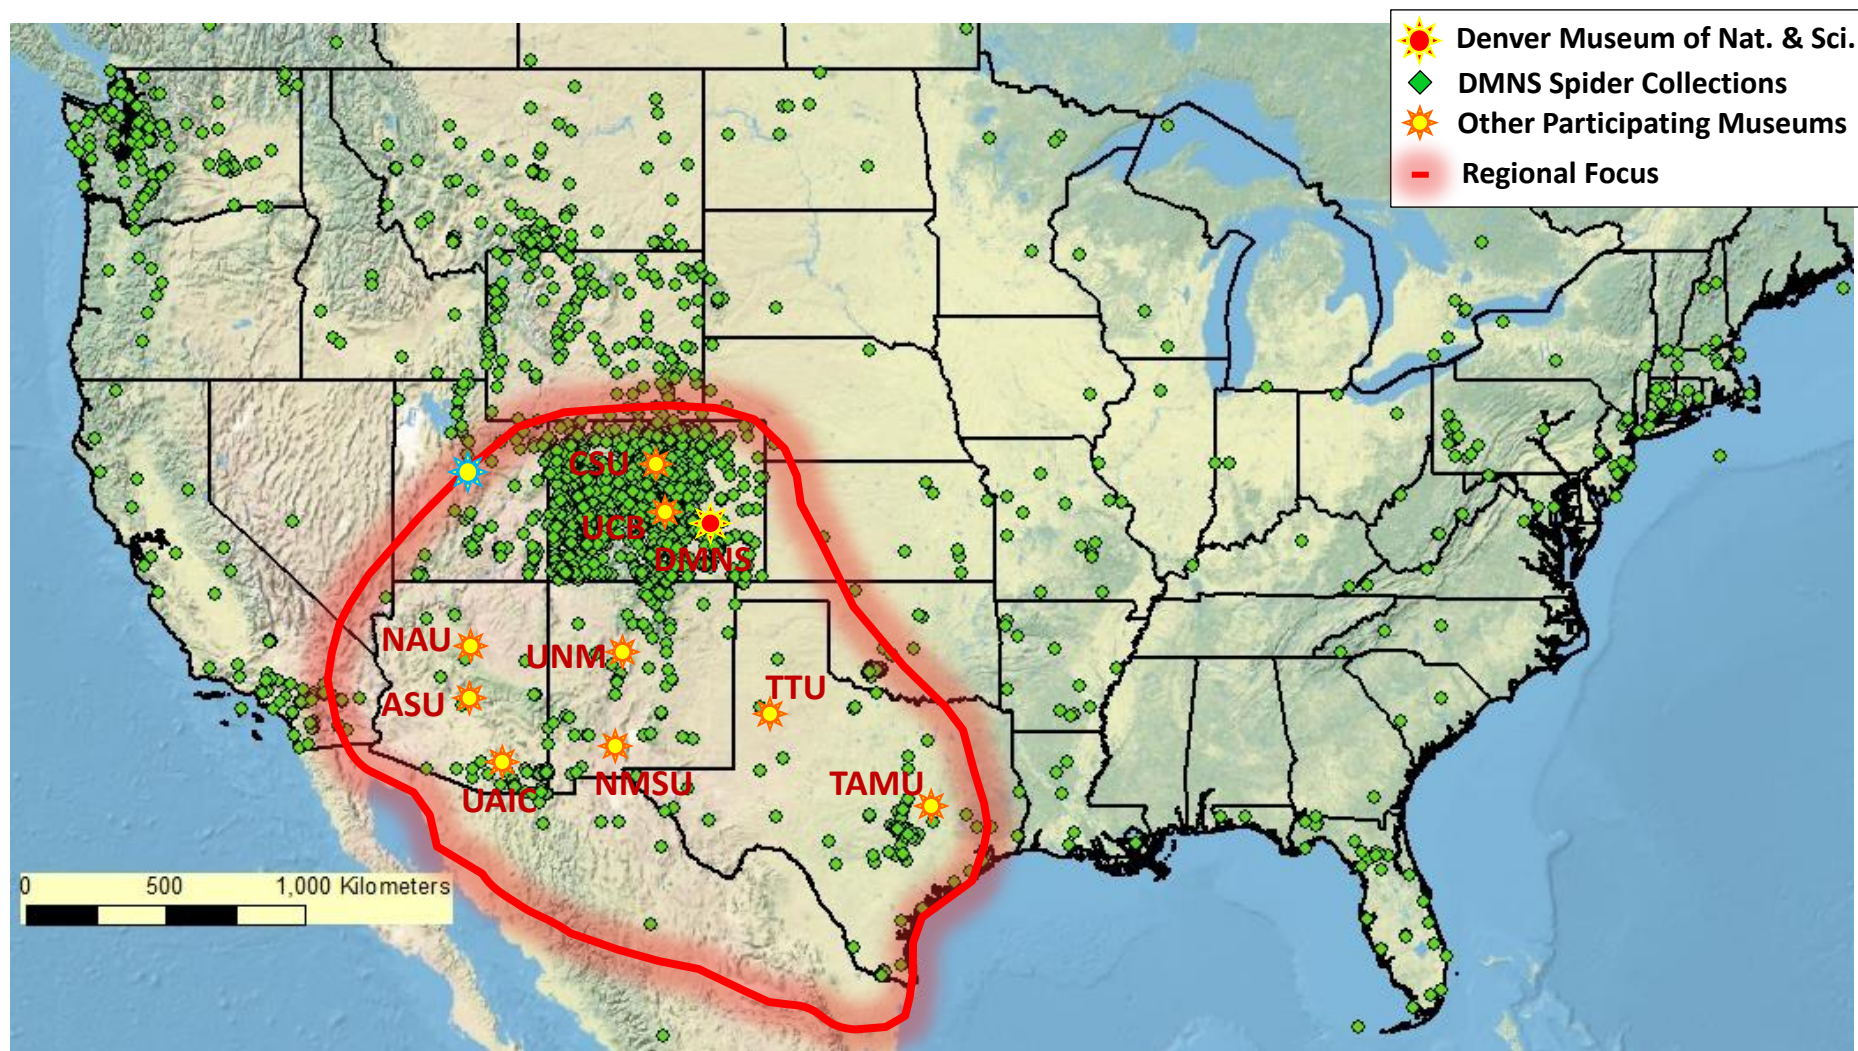 Denver Museum of Nat. & Sci.
DMNS Spider Collections
Other Participating Museums
Regional Focus
CSU
UCB
DMNS
NAU
UNM
ASU
TTU
UAIC
NMSU
TAMU
0 500 1,000 Kilometers